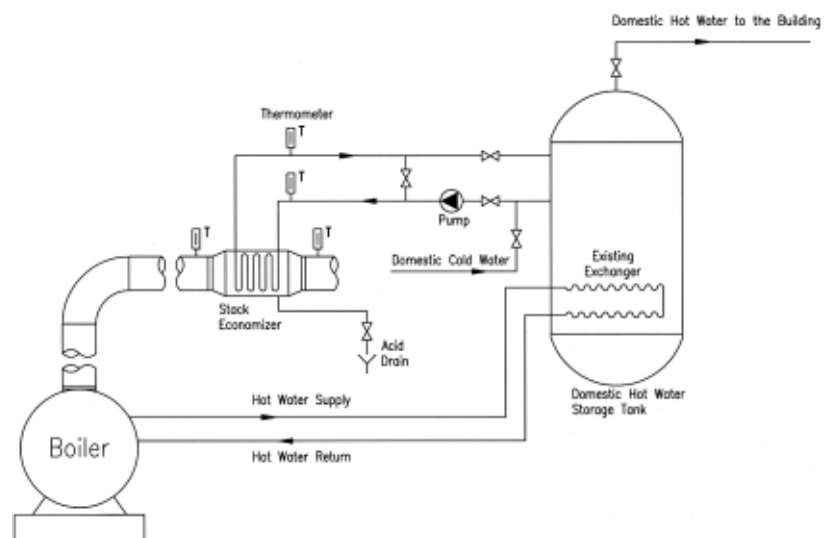 Domestic Hot Water to the Building
Thermometer
T
T
Pump
T
T
Domestic Cold Water
Existing
Exchanger
Stack
Economizer
Acid
Drain
Hot Water Supply
Domestic Hot Water
Storage Tank
Boiler
Hot Water Return